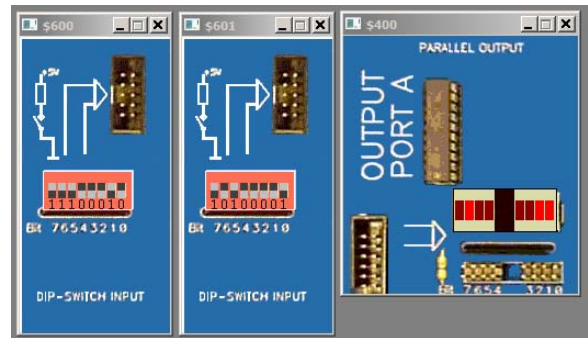 $600
+5V
11100010
Bit 76543210
DIP-SWITCH INPUT
$601
+5V
10100001
Bit 76543210
DIP-SWITCH INPUT
$400
PARALLEL OUTPUT
OUTPUT
PORT A
Bit 7654 3210